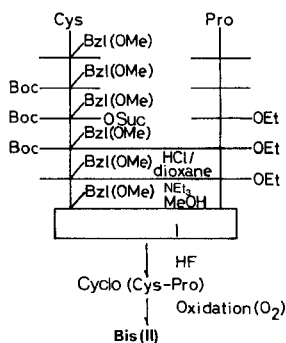 Cys Pro
Bzl(OMe)
Bzl(OMe)
Boc
Bzl(OMe)
Boc OSuc OEt
Bzl(OMe)
Boc OEt
Bzl(OMe) HCl/
dioxane
OEt
Bzl(OMe) NEt₃
MeOH
I
HF
Cyclo (Cys-Pro)
Oxidation(O₂)
Bis(II)